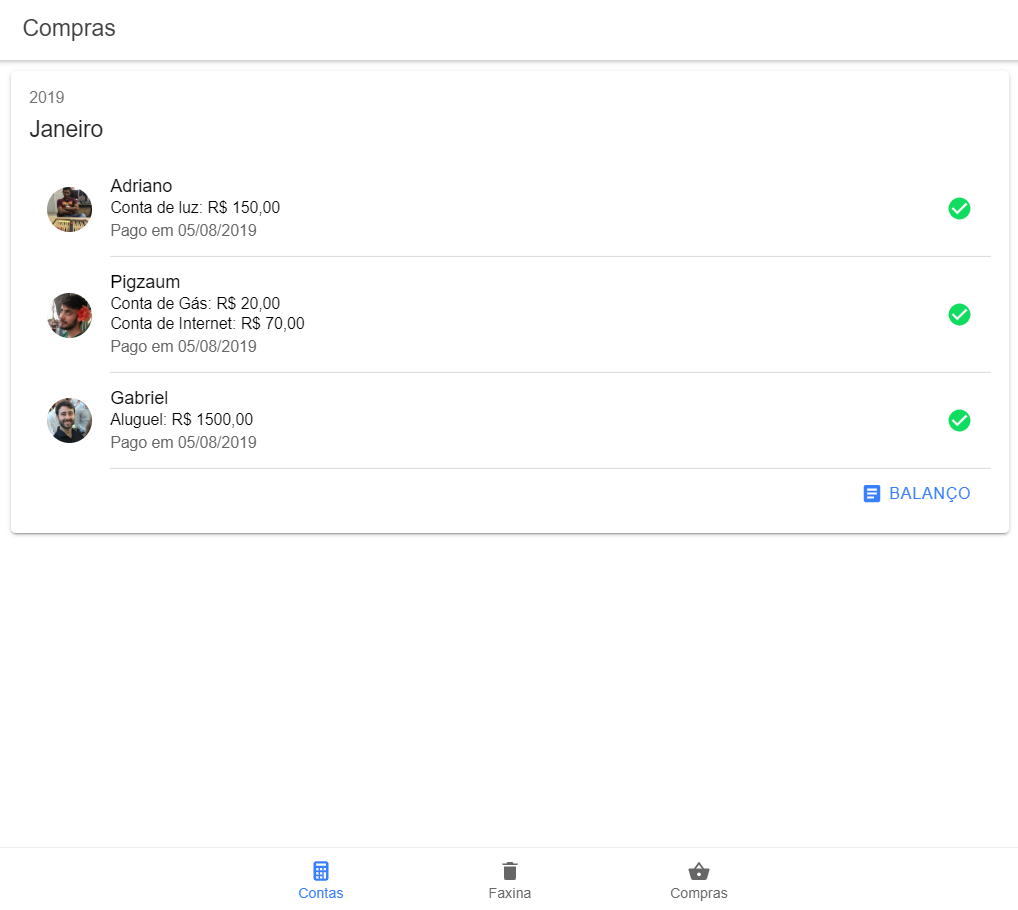 Compras
2019
Janeiro
Adriano
Conta de luz: R$ 150,00
Pago em 05/08/2019
Pigzaum
Conta de Gás: R$ 20,00
Conta de Internet: R$ 70,00
Pago em 05/08/2019
Gabriel
Aluguel: R$ 1500,00
Pago em 05/08/2019
BALANÇO
Contas
Faxina
Compras